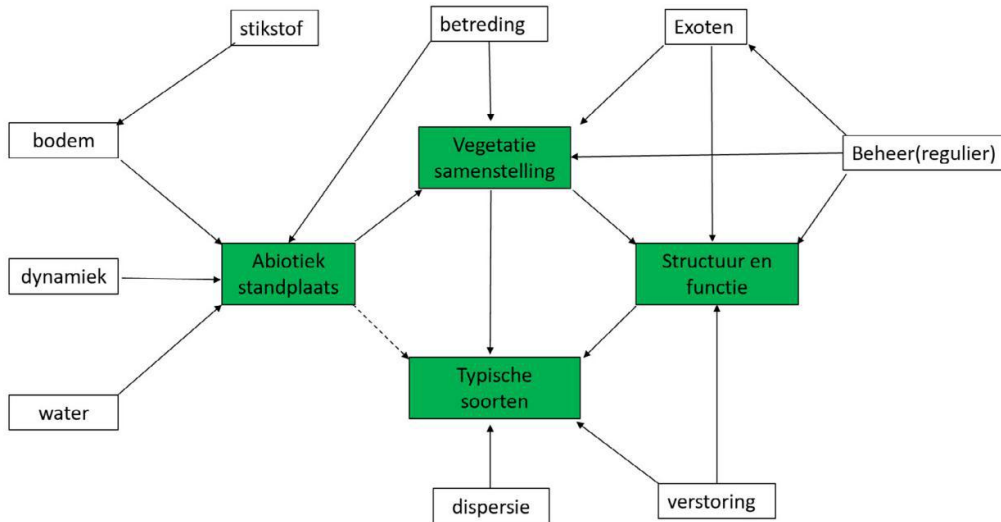 stikstof
betreding
Exoten
bodem
Vegetatie
samenstelling
Beheer(regulier)
dynamiek
Abiotiek
standplaats
Structuur en
functie
Typische
soorten
water
dispersie
verstoring